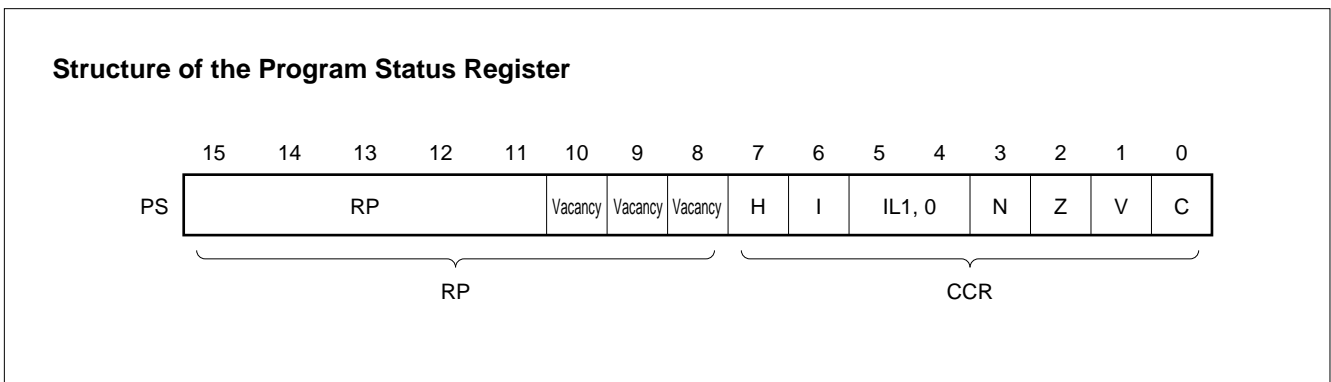 Structure of the Program Status Register
15 14 13 12 11 10 9 8 7 6 5 4 3 2 1 0
PS RP Vacancy Vacancy Vacancy H I IL1, 0 N Z V C
RP CCR